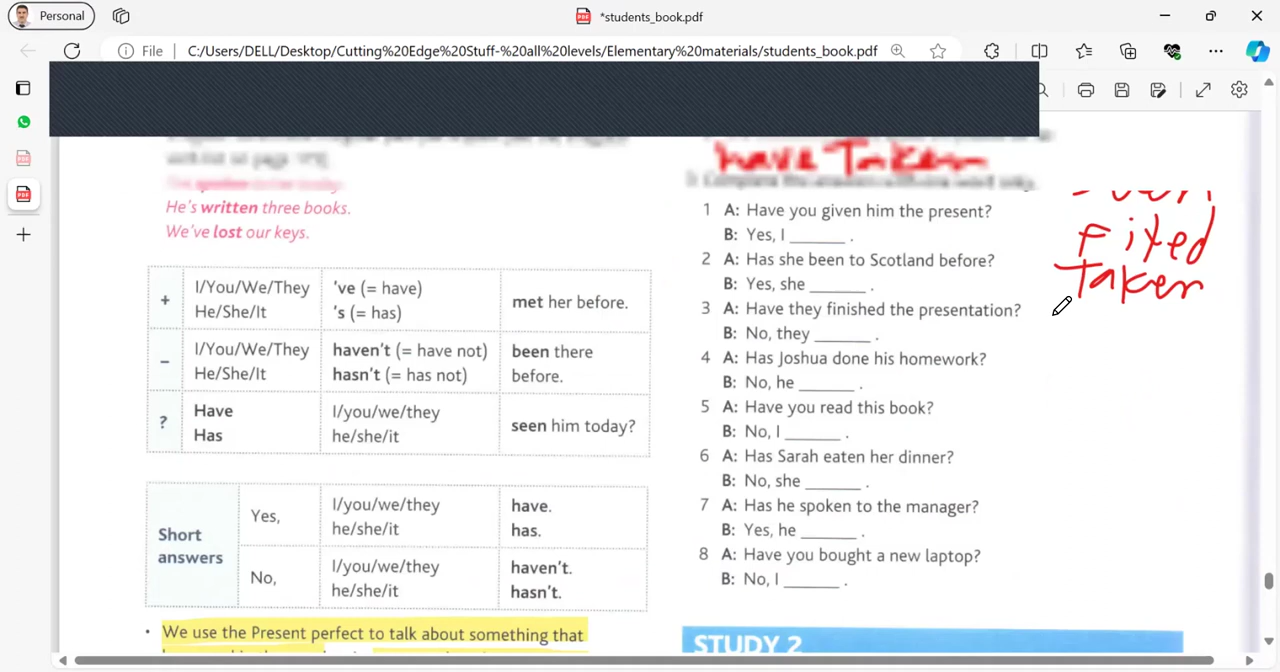 Personal
*students_book.pdf
File
C:/Users/DELL/Desktop/Cutting%20Edge%20Stuff-%20all%20levels/Elementary%20materials/students_book.pdf
have Taken
He's written three books.
We've lost our keys.
+ I/You/We/They 've (= have) met her before.
He/She/It 's (= has)
– I/You/We/They haven't (= have not) been there
He/She/It hasn't (= has not) before.
? Have I/you/we/they seen him today?
Has he/she/it
Short answers Yes, I/you/we/they have.
he/she/it has.
No, I/you/we/they haven't.
he/she/it hasn't.
• We use the Present perfect to talk about something that
1 A: Have you given him the present?
B: Yes, I ______ .
2 A: Has she been to Scotland before?
B: Yes, she ______ .
3 A: Have they finished the presentation?
B: No, they ______ .
4 A: Has Joshua done his homework?
B: No, he ______ .
5 A: Have you read this book?
B: No, I ______ .
6 A: Has Sarah eaten her dinner?
B: No, she ______ .
7 A: Has he spoken to the manager?
B: Yes, he ______ .
8 A: Have you bought a new laptop?
B: No, I ______ .
STUDY 2
Fixed
Taken